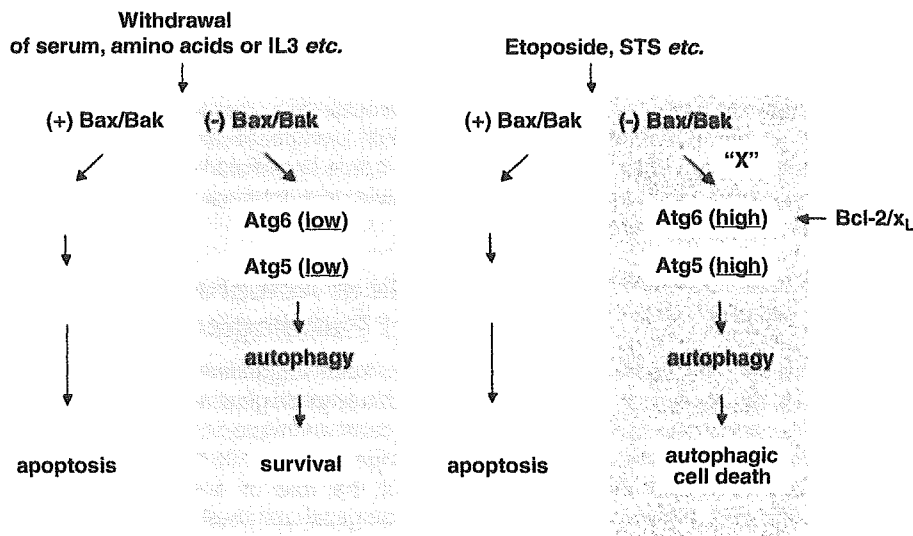 Withdrawal
of serum, amino acids or IL3 etc.
(+) Bax/Bak
(-) Bax/Bak
Atg6 (low)
Atg5 (low)
autophagy
apoptosis
survival
Etoposide, STS etc.
(+) Bax/Bak
(-) Bax/Bak
“X”
Atg6 (high)
Bcl-2/xL
Atg5 (high)
autophagy
apoptosis
autophagic
cell death